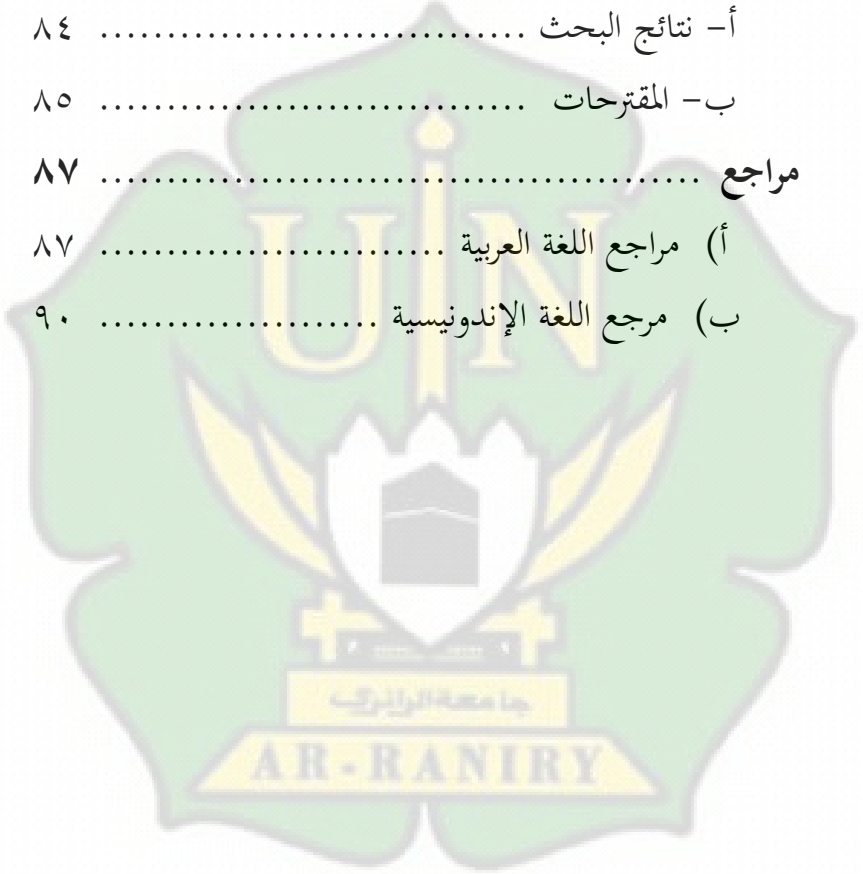 أ- نتائج البحث ................................ ٨٤
ب- المقترحات ................................ ٨٥
مراجع ............................................. ٨٧
أ) مراجع اللغة العربية .......................... ٨٧
ب) مرجع اللغة الإندونيسية ..................... ٩٠
UIN
جامعة الرانري
AR-RANIRY